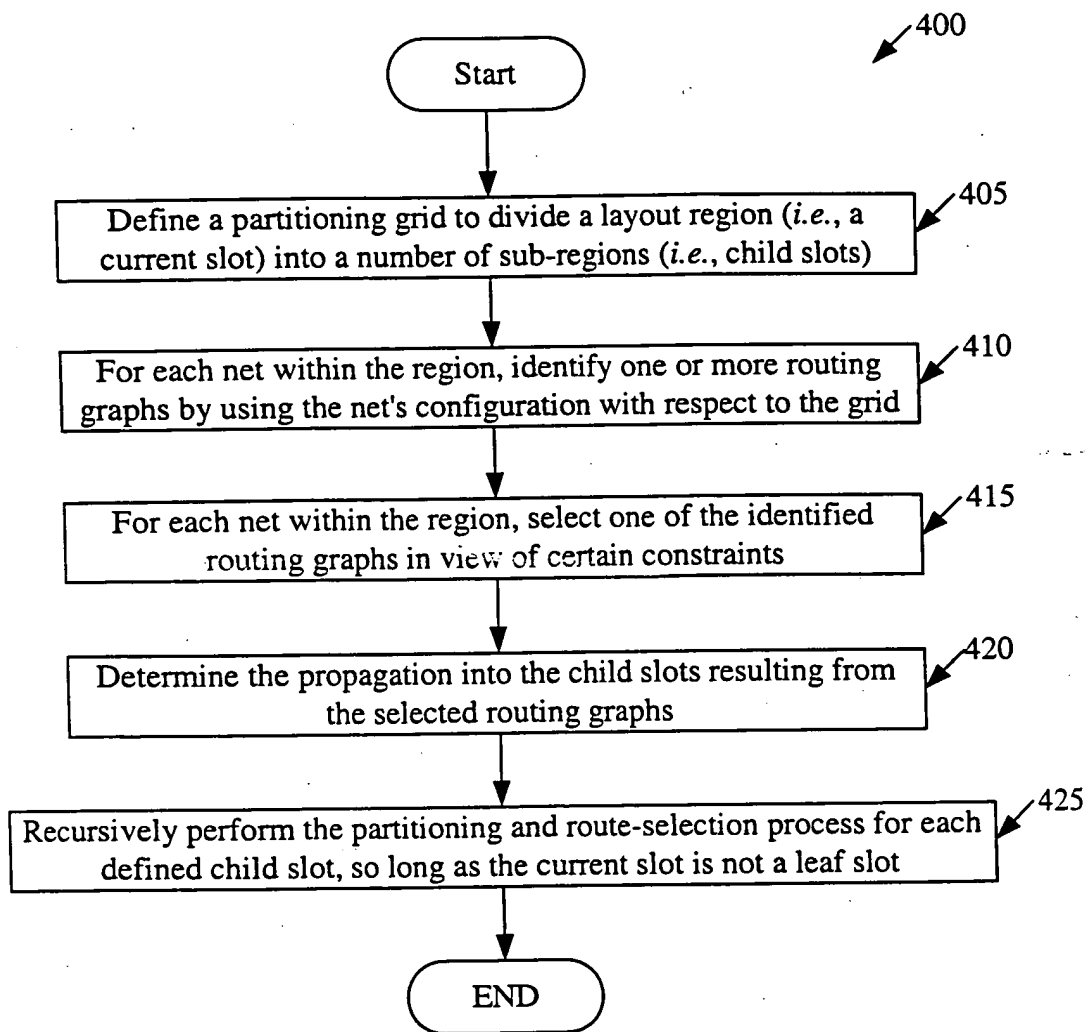 400
Start
405
Define a partitioning grid to divide a layout region (i.e., a
current slot) into a number of sub-regions (i.e., child slots)
410
For each net within the region, identify one or more routing
graphs by using the net's configuration with respect to the grid
415
For each net within the region, select one of the identified
routing graphs in view of certain constraints
420
Determine the propagation into the child slots resulting from
the selected routing graphs
425
Recursively perform the partitioning and route-selection process for each
defined child slot, so long as the current slot is not a leaf slot
END